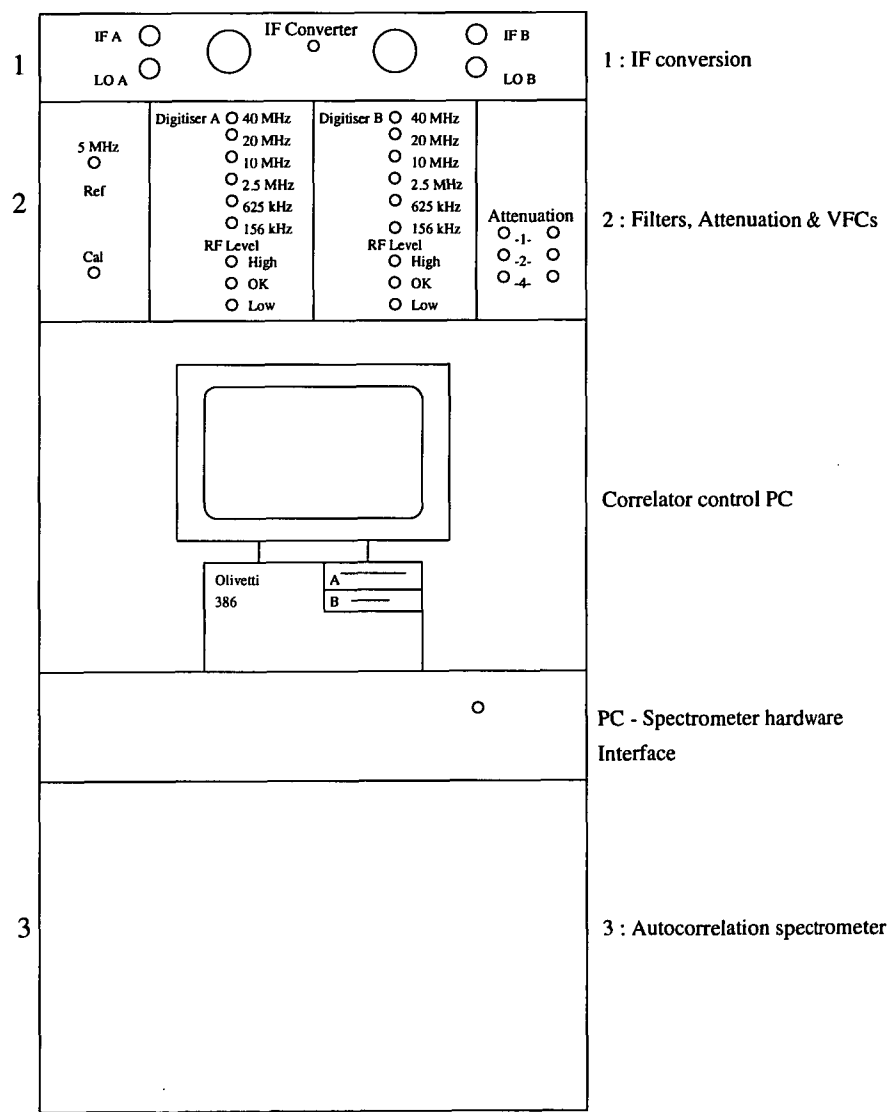 IF A
IF Converter
IF B
1
LO A
LO B
1 : IF conversion
5 MHz
Ref
Cal
2
Digitiser A 40 MHz
20 MHz
10 MHz
2.5 MHz
625 kHz
156 kHz
RF Level
High
OK
Low
Digitiser B 40 MHz
20 MHz
10 MHz
2.5 MHz
625 kHz
156 kHz
RF Level
High
OK
Low
Attenuation
-1-
-2-
-4-
2 : Filters, Attenuation & VFCs
Olivetti
386
A
B
Correlator control PC
PC - Spectrometer hardware
Interface
3
3 : Autocorrelation spectrometer